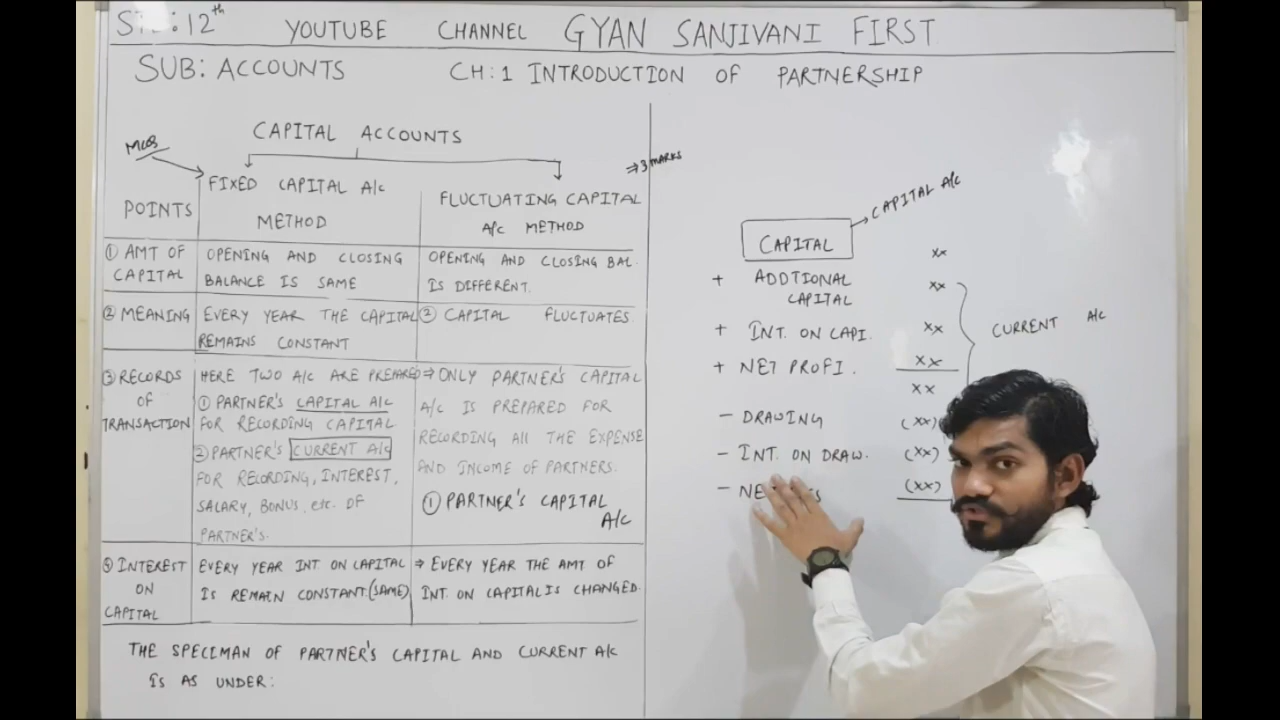 STD:12th YOUTUBE CHANNEL GYAN SANJIVANI FIRST
SUB: ACCOUNTS CH:1 INTRODUCTION OF PARTNERSHIP
CAPITAL ACCOUNTS
MCQS
⇒3 MARKS
POINTS
FIXED CAPITAL A/c
METHOD
FLUCTUATING CAPITAL
A/c METHOD
① AMT OF
CAPITAL
OPENING AND CLOSING
BALANCE IS SAME
OPENING AND CLOSING BAL.
IS DIFFERENT.
② MEANING
EVERY YEAR THE CAPITAL
REMAINS CONSTANT
② CAPITAL FLUCTUATES
③ RECORDS
OF
TRANSACTION
HERE TWO A/c ARE PREPARED
① PARTNER'S CAPITAL A/c
FOR RECORDING CAPITAL
② PARTNER'S CURRENT A/c
FOR RECORDING, INTEREST,
SALARY, BONUS, etc. OF
PARTNER'S.
⇒ ONLY PARTNER'S CAPITAL
A/c IS PREPARED FOR
RECORDING All THE EXPENSE
AND INCOME OF PARTNERS.
① PARTNER'S CAPITAL
A/c
INTEREST
ON
CAPITAL
EVERY YEAR INT ON CAPITAL
IS REMAIN CONSTANT.(SAME)
⇒ EVERY YEAR THE AMT OF
INT. ON CAPITAL IS CHANGED.
THE SPECIMAN OF PARTNER'S CAPITAL AND CURRENT A/c
IS AS UNDER:
CAPITAL A/c
CAPITAL xx
+ ADDTIONAL xx
CAPITAL
+ INT. ON CAPI. xx
CURRENT A/c
+ NET PROFI. xx
xx
- DRAWING (xx)
- INT. ON DRAW. (xx)
- (xx)